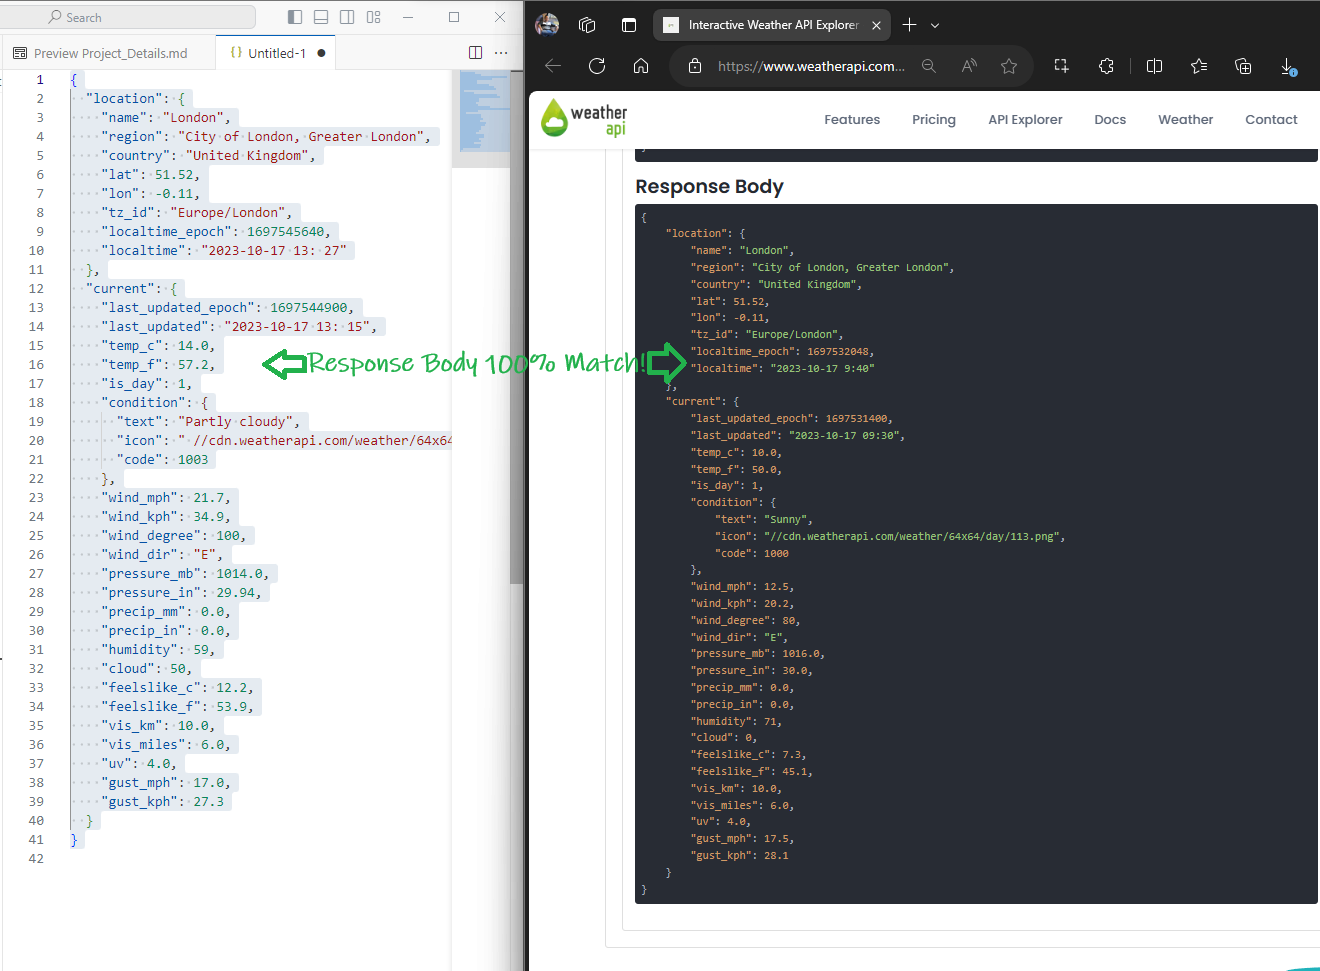 Search
Preview Project_Details.md
{} Untitled-1
1 {
2 "location": {
3 "name": "London",
4 "region": "City of London, Greater London",
5 "country": "United Kingdom",
6 "lat": 51.52,
7 "lon": -0.11,
8 "tz_id": "Europe/London",
9 "localtime_epoch": 1697545640,
10 "localtime": "2023-10-17 13: 27"
11 },
12 "current": {
13 "last_updated_epoch": 1697544900,
14 "last_updated": "2023-10-17 13: 15",
15 "temp_c": 14.0,
16 "temp_f": 57.2,
17 "is_day": 1,
18 "condition": {
19 "text": "Partly cloudy",
20 "icon": " //cdn.weatherapi.com/weather/64x64
21 "code": 1003
22 },
23 "wind_mph": 21.7,
24 "wind_kph": 34.9,
25 "wind_degree": 100,
26 "wind_dir": "E",
27 "pressure_mb": 1014.0,
28 "pressure_in": 29.94,
29 "precip_mm": 0.0,
30 "precip_in": 0.0,
31 "humidity": 59,
32 "cloud": 50,
33 "feelslike_c": 12.2,
34 "feelslike_f": 53.9,
35 "vis_km": 10.0,
36 "vis_miles": 6.0,
37 "uv": 4.0,
38 "gust_mph": 17.0,
39 "gust_kph": 27.3
40 }
41 }
42
Response Body 100% Match!
Interactive Weather API Explorer
https://www.weatherapi.com...
weather
api
Features Pricing API Explorer Docs Weather Contact
Response Body
{
"location": {
"name": "London",
"region": "City of London, Greater London",
"country": "United Kingdom",
"lat": 51.52,
"lon": -0.11,
"tz_id": "Europe/London",
"localtime_epoch": 1697532048,
"localtime": "2023-10-17 9:40"
},
"current": {
"last_updated_epoch": 1697531400,
"last_updated": "2023-10-17 09:30",
"temp_c": 10.0,
"temp_f": 50.0,
"is_day": 1,
"condition": {
"text": "Sunny",
"icon": "//cdn.weatherapi.com/weather/64x64/day/113.png",
"code": 1000
},
"wind_mph": 12.5,
"wind_kph": 20.2,
"wind_degree": 80,
"wind_dir": "E",
"pressure_mb": 1016.0,
"pressure_in": 30.0,
"precip_mm": 0.0,
"precip_in": 0.0,
"humidity": 71,
"cloud": 0,
"feelslike_c": 7.3,
"feelslike_f": 45.1,
"vis_km": 10.0,
"vis_miles": 6.0,
"uv": 4.0,
"gust_mph": 17.5,
"gust_kph": 28.1
}
}